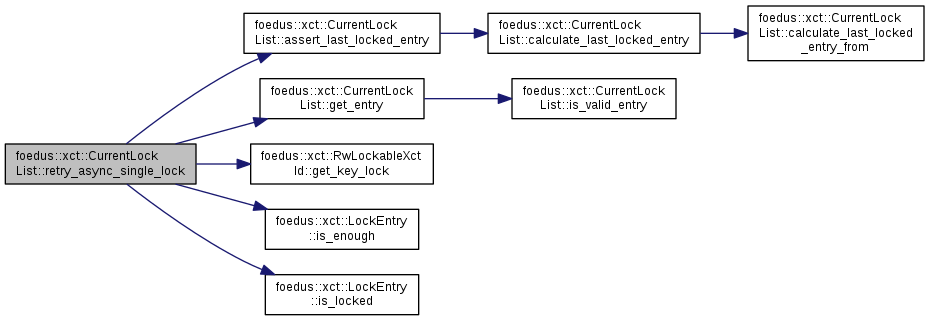 foedus::xct::CurrentLock
List::retry_async_single_lock
foedus::xct::CurrentLock
List::assert_last_locked_entry
foedus::xct::CurrentLock
List::calculate_last_locked_entry
foedus::xct::CurrentLock
List::calculate_last_locked
_entry_from
foedus::xct::CurrentLock
List::get_entry
foedus::xct::CurrentLock
List::is_valid_entry
foedus::xct::RwLockableXct
Id::get_key_lock
foedus::xct::LockEntry
::is_enough
foedus::xct::LockEntry
::is_locked